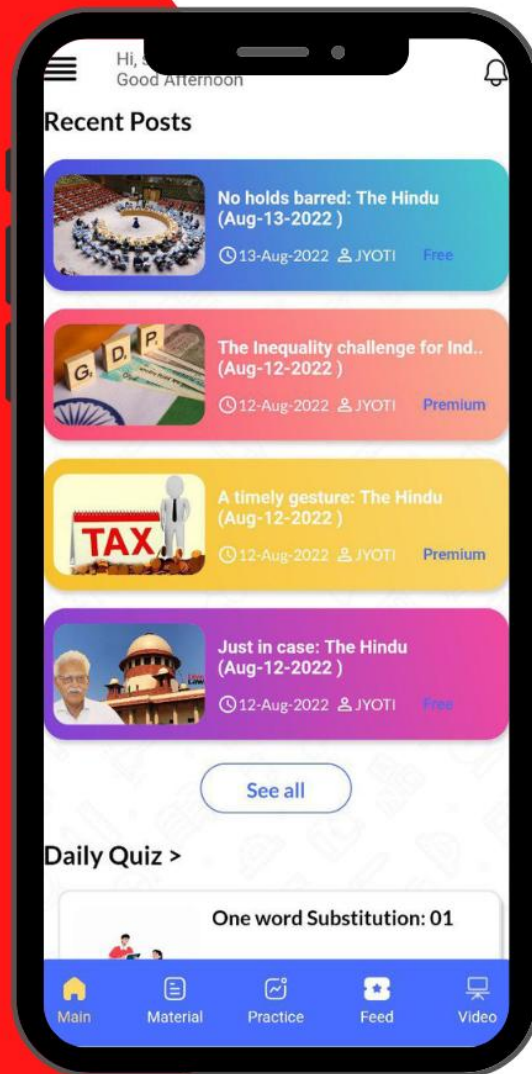 Hi,
Good Afternoon
Recent Posts
No holds barred: The Hindu
(Aug-13-2022 )
13-Aug-2022 JYOTI Free
G D P
The Inequality challenge for Ind..
(Aug-12-2022 )
12-Aug-2022 JYOTI Premium
TAX
A timely gesture: The Hindu
(Aug-12-2022 )
12-Aug-2022 JYOTI Premium
Just in case: The Hindu
(Aug-12-2022 )
12-Aug-2022 JYOTI Free
See all
Daily Quiz >
One word Substitution: 01
Main Material Practice Feed Video